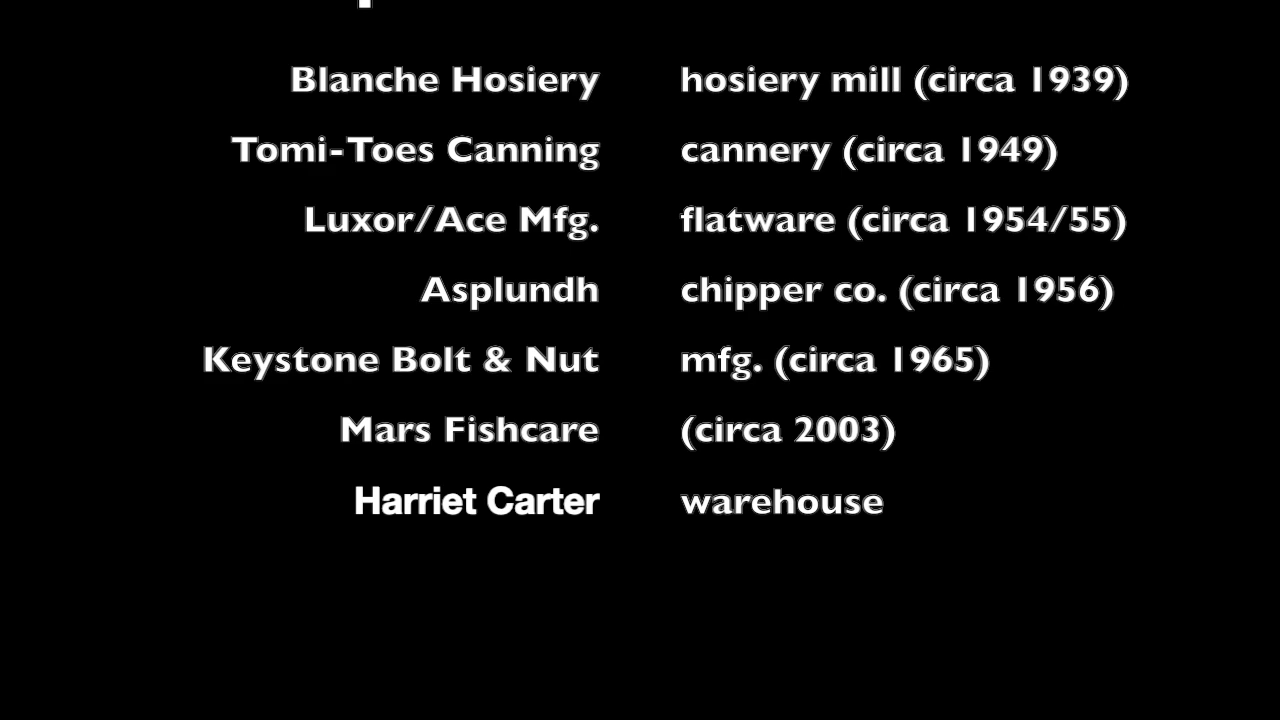 Blanche Hosiery hosiery mill (circa 1939)
Tomi-Toes Canning cannery (circa 1949)
Luxor/Ace Mfg. flatware (circa 1954/55)
Asplundh chipper co. (circa 1956)
Keystone Bolt & Nut mfg. (circa 1965)
Mars Fishcare (circa 2003)
Harriet Carter warehouse